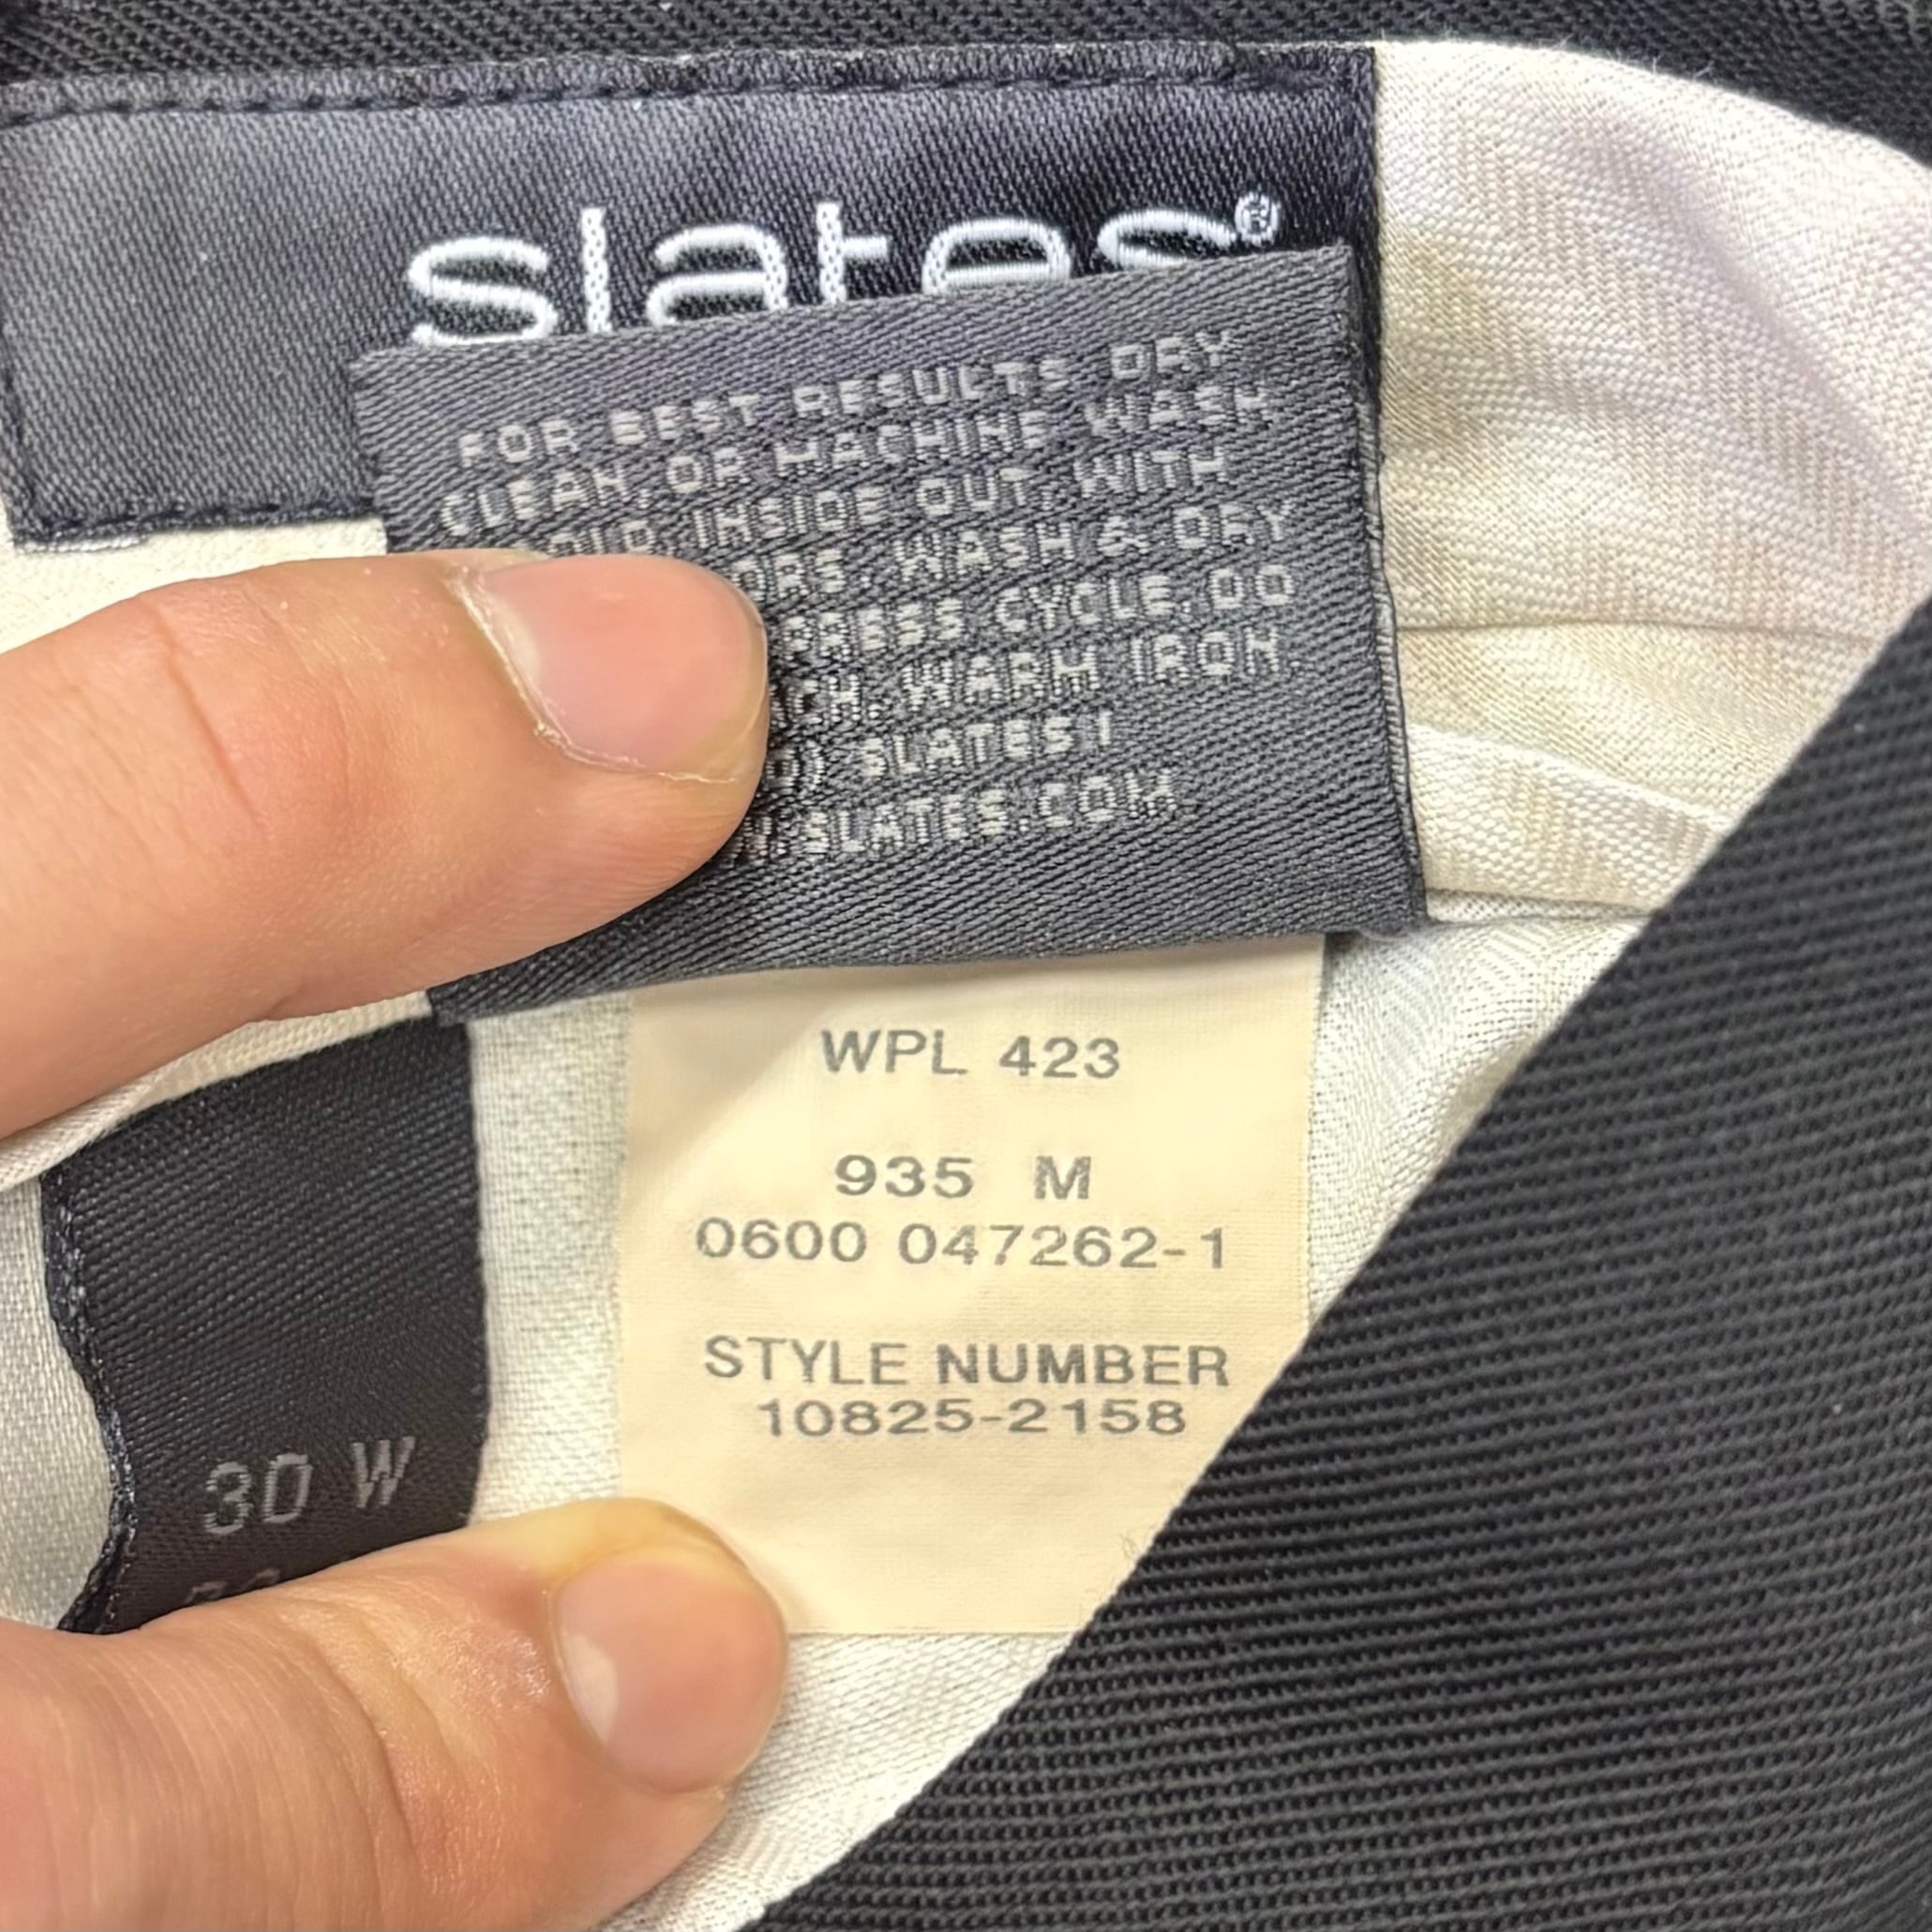 slates®
FOR BEST RESULTS DRY
CLEAN, OR MACHINE WASH
INSIDE OUT, WITH
WASH & DRY
CYCLE. DO
WARM IRON.
SLATES I
SLATES.COM
WPL 423
935 M
0600 047262-1
STYLE NUMBER
10825-2158
30 W